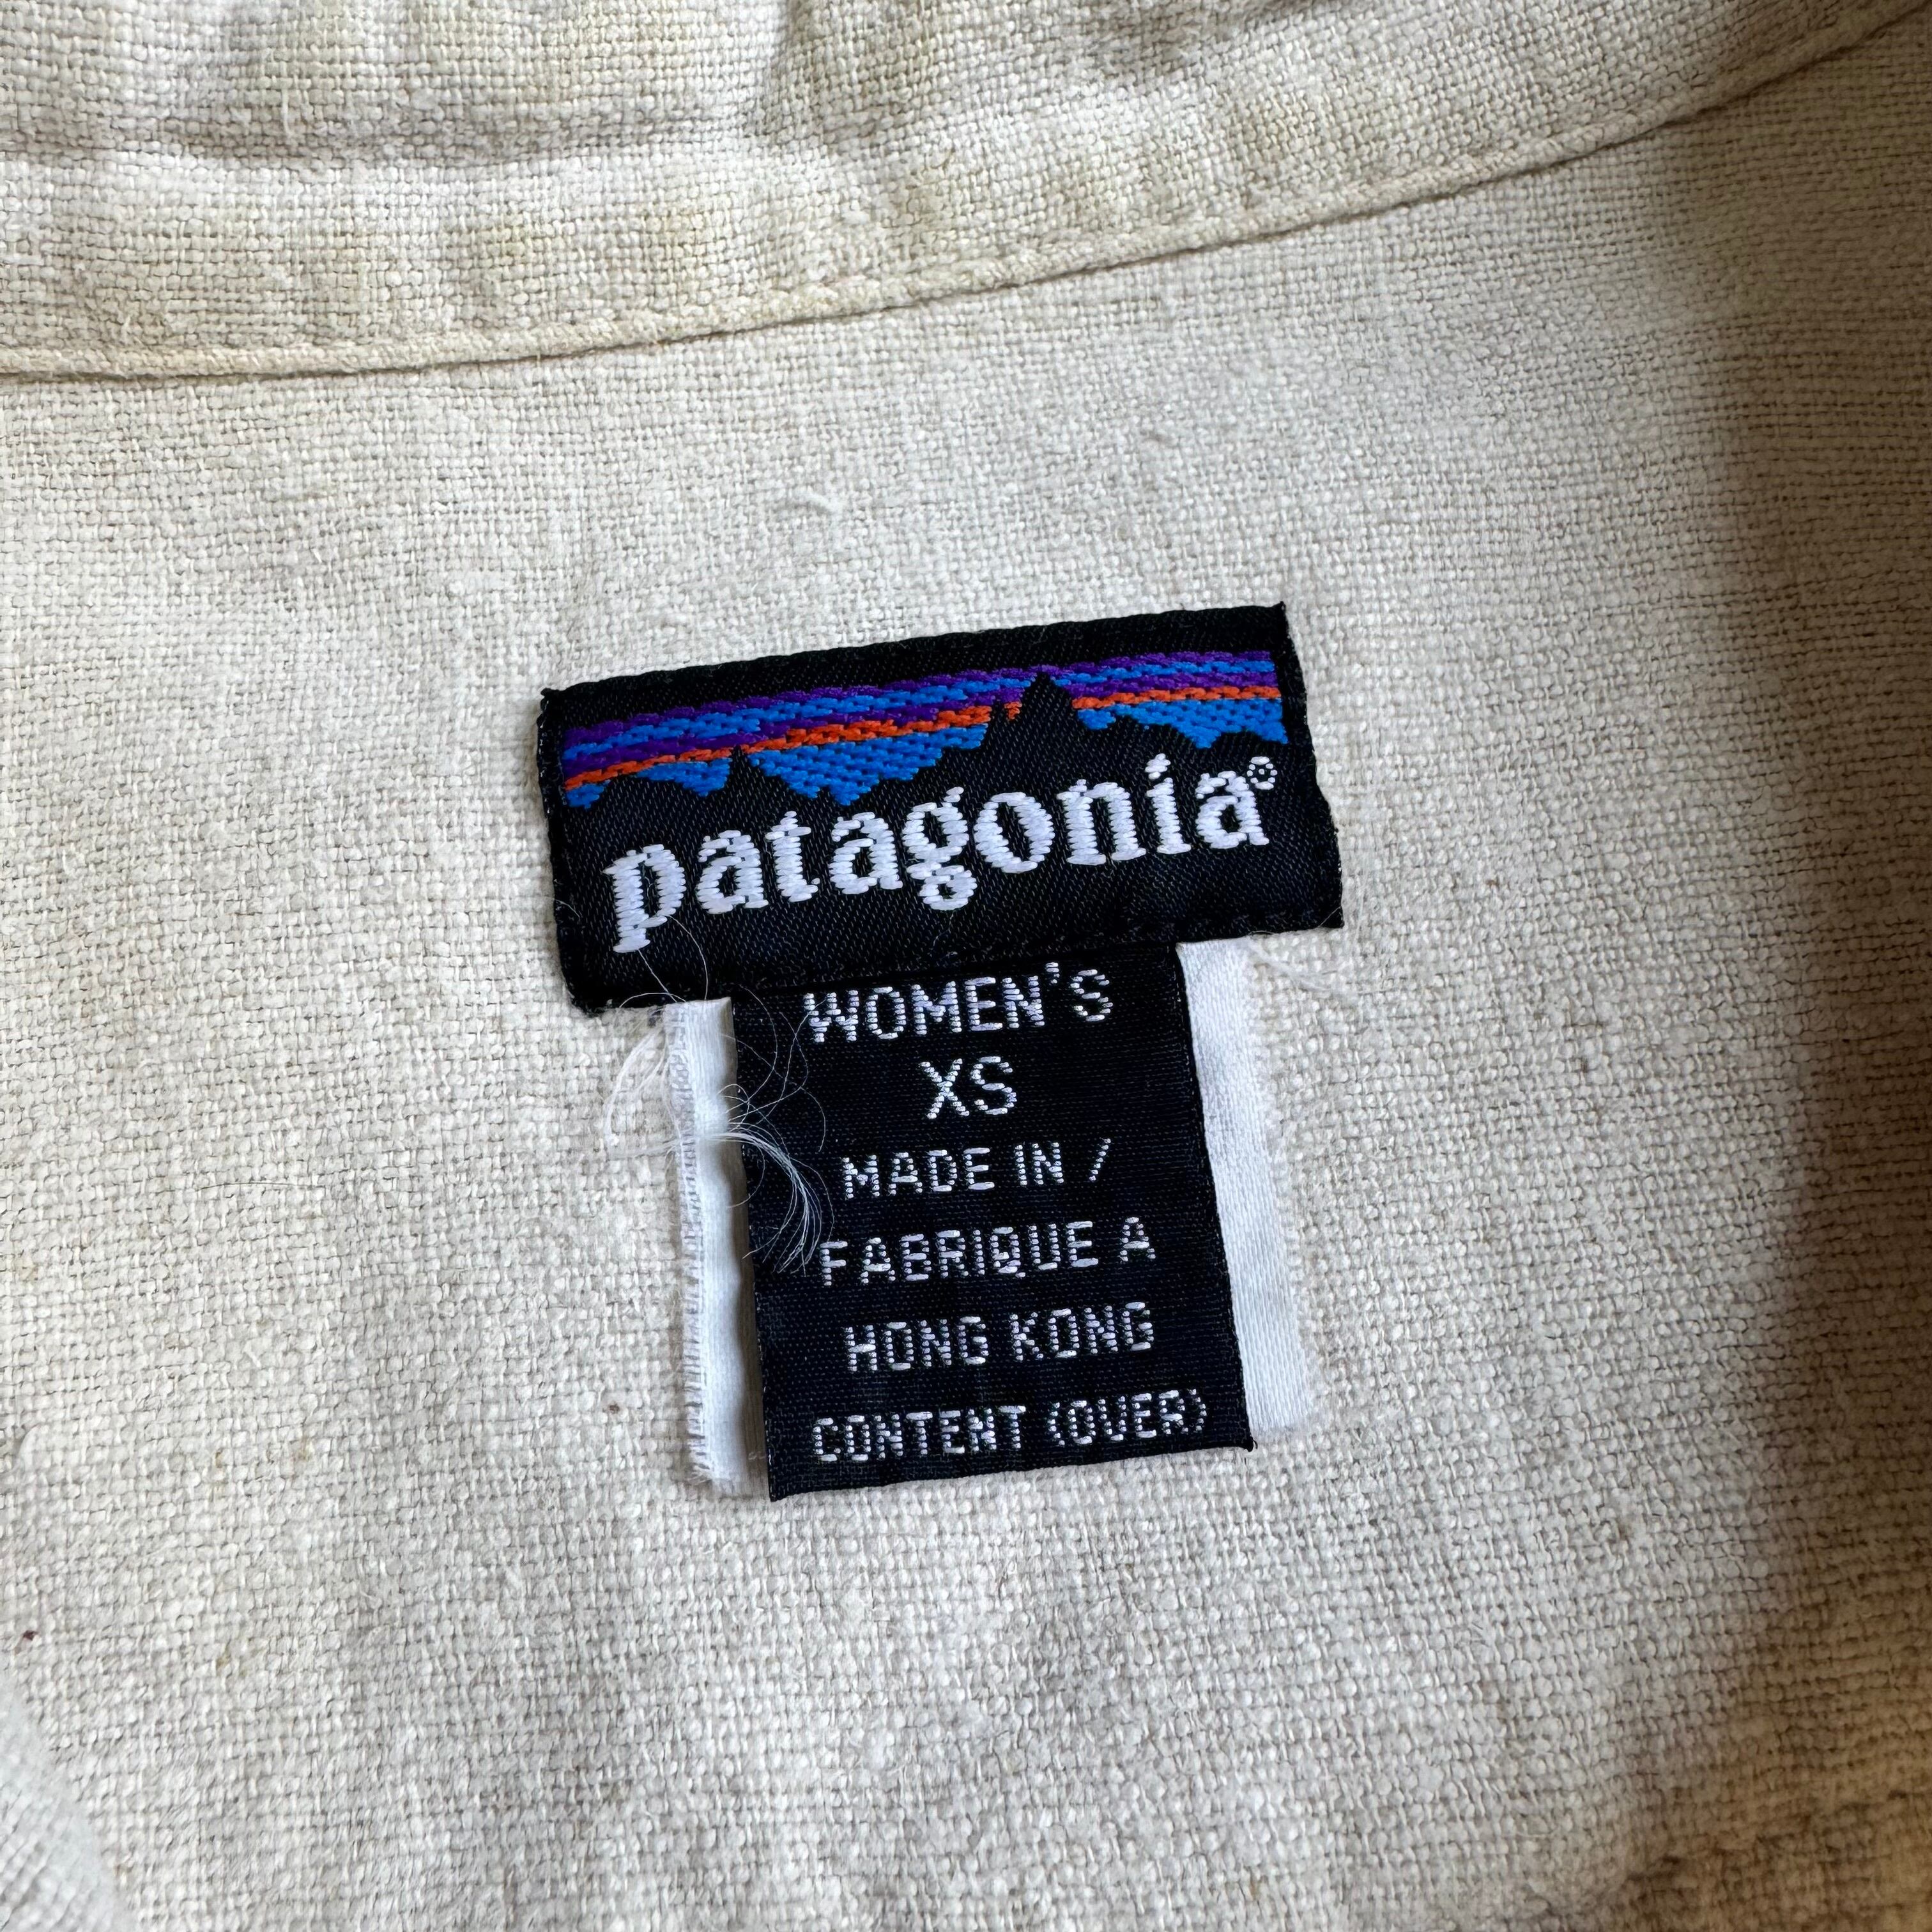 patagonia®
WOMEN'S
XS
MADE IN /
FABRIQUE A
HONG KONG
CONTENT (OVER)